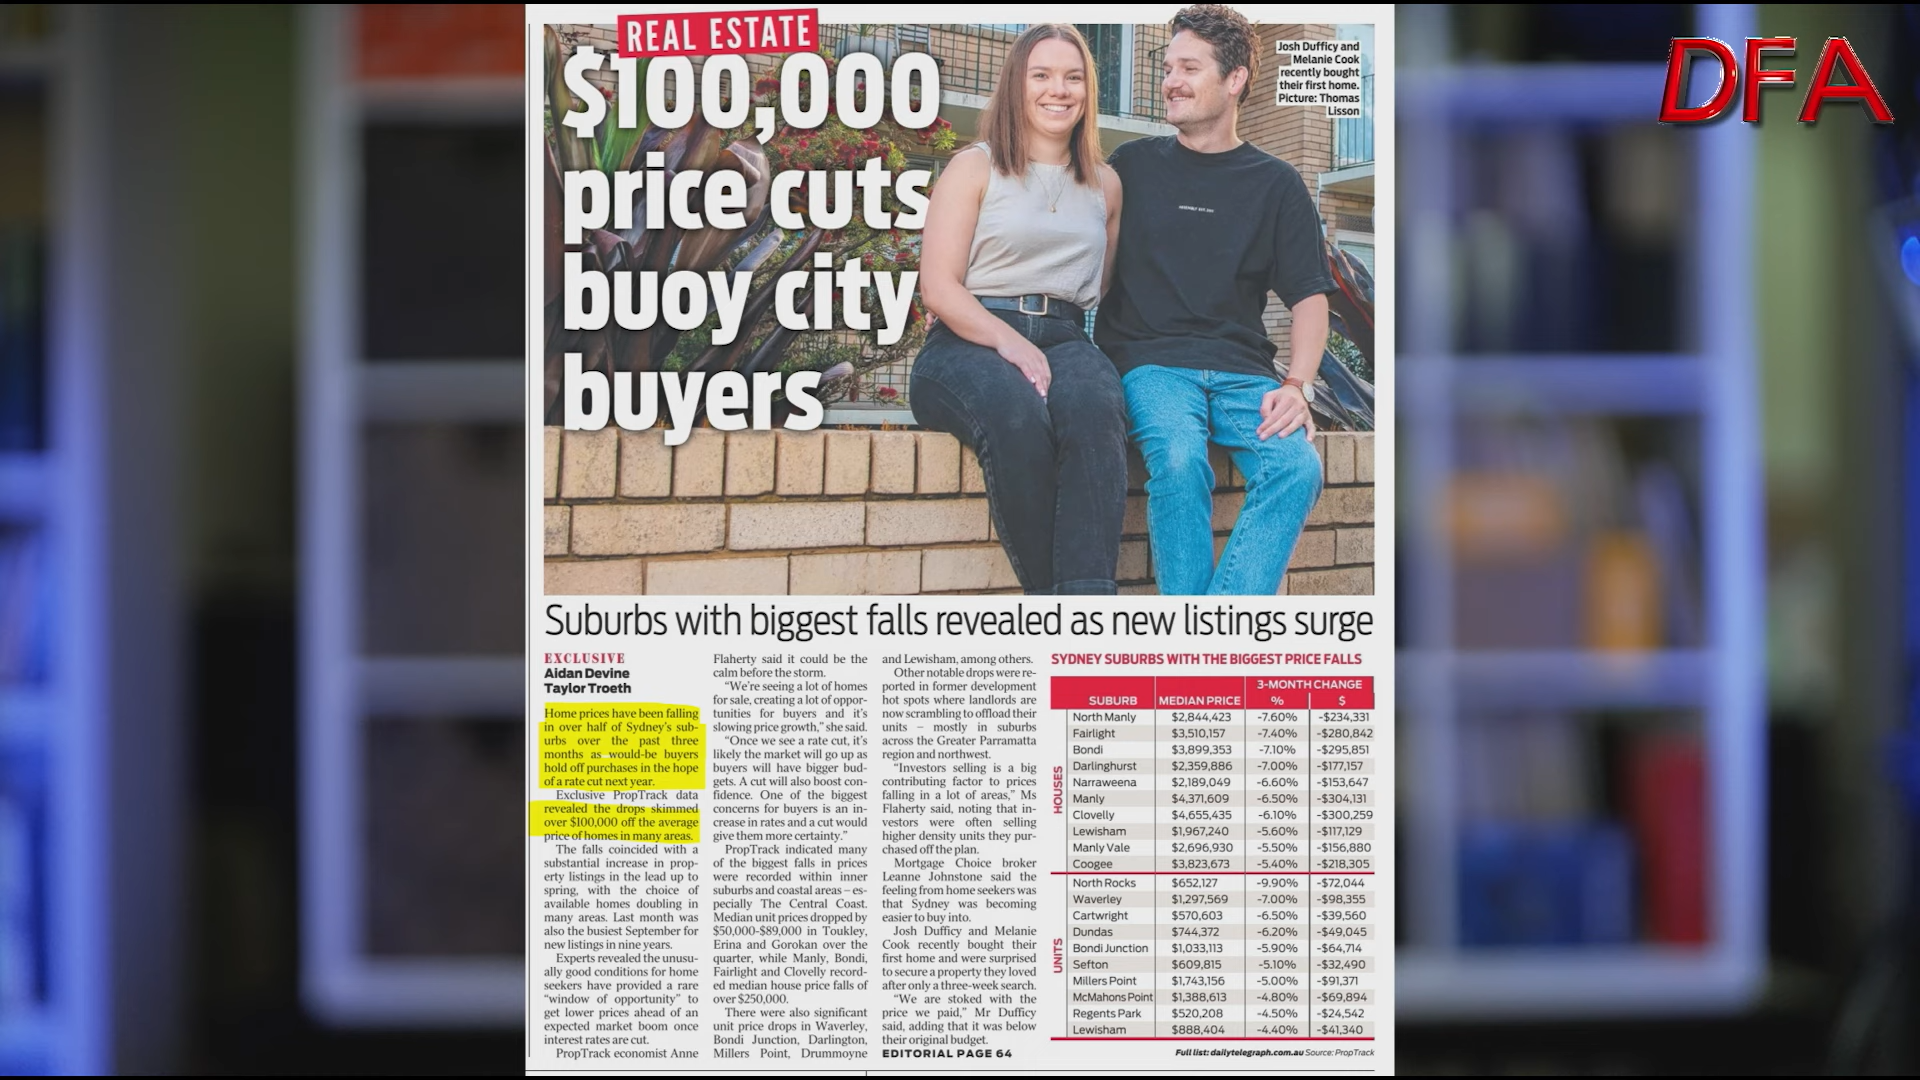 DFA
REAL ESTATE
$100,000
price cuts
buoy city
buyers
Josh Dufficy and
Melanie Cook
recently bought
their first home.
Picture: Thomas
Lisson
Suburbs with biggest falls revealed as new listings surge
EXCLUSIVE
Aidan Devine
Taylor Troeth
Home prices have been falling
in over half of Sydney's sub-
urbs over the past three
months as would-be buyers
hold off purchases in the hope
of a rate cut next year.
Exclusive PropTrack data
revealed the drops skimmed
over $100,000 off the average
price of homes in many areas.
The falls coincided with a
substantial increase in prop-
erty listings in the lead up to
spring, with the choice of
available homes doubling in
many areas. Last month was
also the busiest September for
new listings in nine years.
Experts revealed the unusu-
ally good conditions for home
seekers have provided a rare
“window of opportunity” to
get lower prices ahead of an
expected market boom once
interest rates are cut.
PropTrack economist Anne
Flaherty said it could be the
calm before the storm.
“We're seeing a lot of homes
for sale, creating a lot of oppor-
tunities for buyers and it's
slowing price growth,” she said.
“Once we see a rate cut, it's
likely the market will go up as
buyers will have bigger bud-
gets. A cut will also boost con-
fidence. One of the biggest
concerns for buyers is an in-
crease in rates and a cut would
give them more certainty.”
PropTrack indicated many
of the biggest falls in prices
were recorded within inner
suburbs and coastal areas – es-
pecially The Central Coast.
Median unit prices dropped by
$50,000-$89,000 in Toukley,
Erina and Gorokan over the
quarter, while Manly, Bondi,
Fairlight and Clovelly record-
ed median house price falls of
over $250,000.
There were also significant
unit price drops in Waverley,
Bondi Junction, Darlington,
Millers Point, Drummoyne
and Lewisham, among others.
Other notable drops were re-
ported in former development
hot spots where landlords are
now scrambling to offload their
units – mostly in suburbs
across the Greater Parramatta
region and northwest.
“Investors selling is a big
contributing factor to prices
falling in a lot of areas,” Ms
Flaherty said, noting that in-
vestors were often selling
higher density units they pur-
chased off the plan.
Mortgage Choice broker
Leanne Johnstone said the
feeling from home seekers was
that Sydney was becoming
easier to buy into.
Josh Dufficy and Melanie
Cook recently bought their
first home and were surprised
to secure a property they loved
after only a three-week search.
“We are stoked with the
price we paid,” Mr Dufficy
said, adding that it was below
their original budget.
EDITORIAL PAGE 64
SYDNEY SUBURBS WITH THE BIGGEST PRICE FALLS
3-MONTH CHANGE
SUBURB MEDIAN PRICE % $
HOUSES
North Manly $2,844,423 -7.60% -$234,331
Fairlight $3,510,157 -7.40% -$280,842
Bondi $3,899,353 -7.10% -$295,851
Darlinghurst $2,359,886 -7.00% -$177,157
Narraweena $2,189,049 -6.60% -$153,647
Manly $4,371,609 -6.50% -$304,131
Clovelly $4,655,435 -6.10% -$300,259
Lewisham $1,967,240 -5.60% -$117,129
Manly Vale $2,696,930 -5.50% -$156,880
Coogee $3,823,673 -5.40% -$218,305
UNITS
North Rocks $652,127 -9.90% -$72,044
Waverley $1,297,569 -7.00% -$98,355
Cartwright $570,603 -6.50% -$39,560
Dundas $744,372 -6.20% -$49,045
Bondi Junction $1,033,113 -5.90% -$64,714
Sefton $609,815 -5.10% -$32,490
Millers Point $1,743,156 -5.00% -$91,371
McMahons Point $1,388,613 -4.80% -$69,894
Regents Park $520,208 -4.50% -$24,542
Lewisham $888,404 -4.40% -$41,340
Full list: dailytelegraph.com.au Source: PropTrack